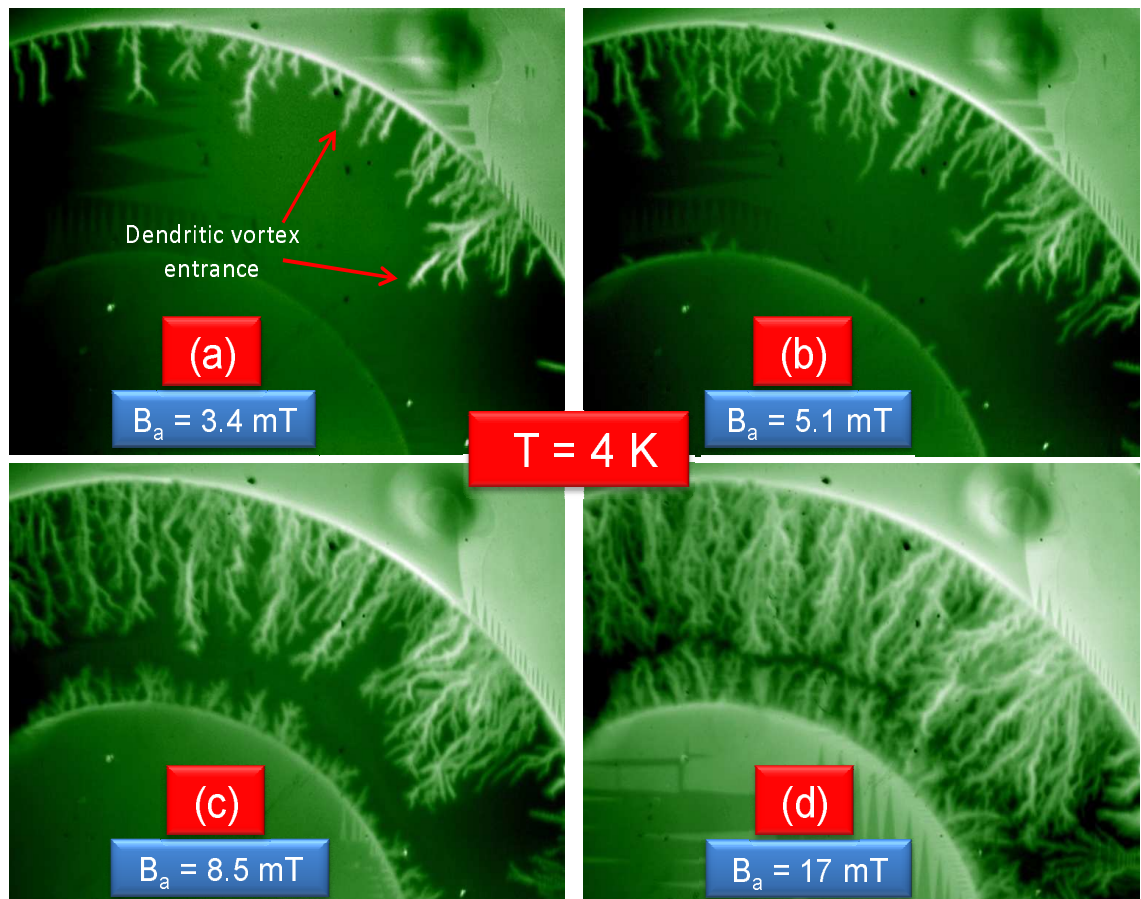 Dendritic vortex
entrance
(a)
Bₐ = 3.4 mT
(b)
Bₐ = 5.1 mT
T = 4 K
(c)
Bₐ = 8.5 mT
(d)
Bₐ = 17 mT